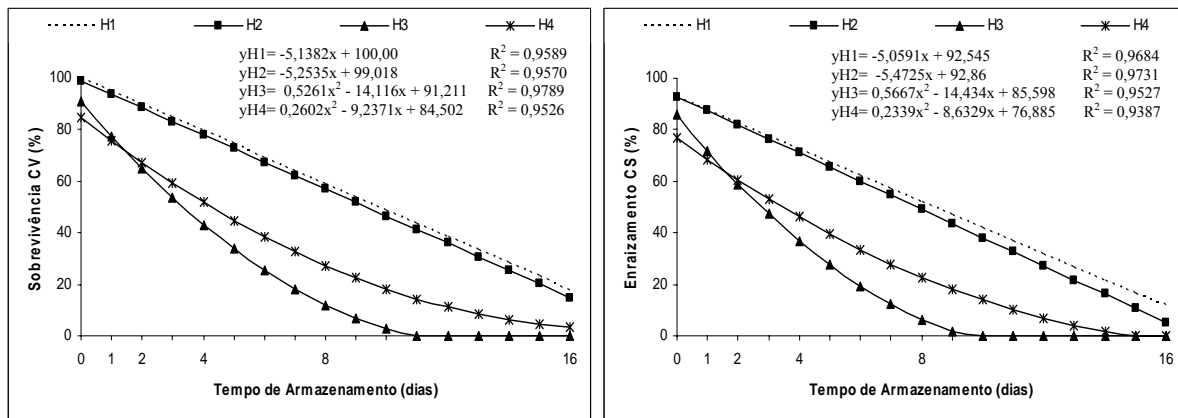 H1 H2 H3 H4
yH1= -5,1382x + 100,00 R² = 0,9589
yH2= -5,2535x + 99,018 R² = 0,9570
yH3= 0,5261x² - 14,116x + 91,211 R² = 0,9789
yH4= 0,2602x² - 9,2371x + 84,502 R² = 0,9526
Sobrevivência CV (%)
100
80
60
40
20
0
0 1 2 4 8 16
Tempo de Armazenamento (dias)
H1 H2 H3 H4
yH1= -5,0591x + 92,545 R² = 0,9684
yH2= -5,4725x + 92,86 R² = 0,9731
yH3= 0,5667x² - 14,434x + 85,598 R² = 0,9527
yH4= 0,2339x² - 8,6329x + 76,885 R² = 0,9387
Enraizamento CS (%)
100
80
60
40
20
0
0 1 2 4 8 16
Tempo de Armazenamento (dias)